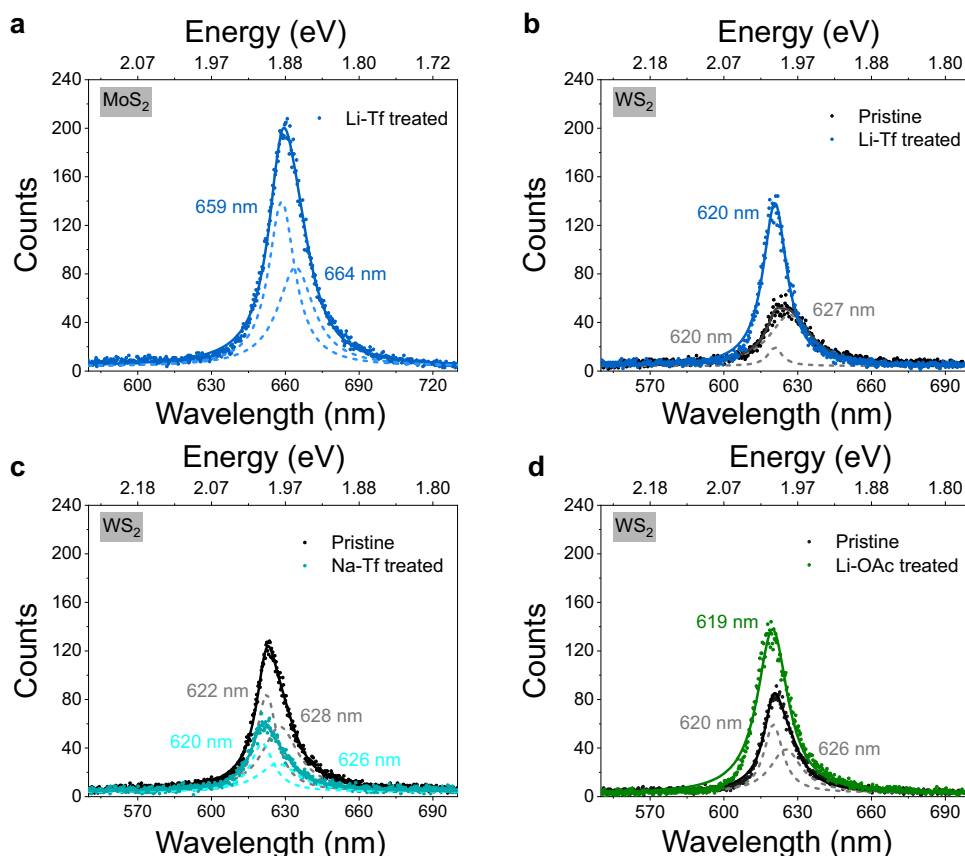 a
Energy (eV)
2.07 1.97 1.88 1.80 1.72
MoS₂
Li-Tf treated
659 nm
664 nm
Counts
240
200
160
120
80
40
0
600 630 660 690 720
Wavelength (nm)
b
Energy (eV)
2.18 2.07 1.97 1.88 1.80
WS₂
Pristine
Li-Tf treated
620 nm
627 nm
620 nm
Counts
240
200
160
120
80
40
0
570 600 630 660 690
Wavelength (nm)
c
Energy (eV)
2.18 2.07 1.97 1.88 1.80
WS₂
Pristine
Na-Tf treated
622 nm
628 nm
620 nm
626 nm
Counts
240
200
160
120
80
40
0
570 600 630 660 690
Wavelength (nm)
d
Energy (eV)
2.18 2.07 1.97 1.88 1.80
WS₂
Pristine
Li-OAc treated
619 nm
620 nm
626 nm
Counts
240
200
160
120
80
40
0
570 600 630 660 690
Wavelength (nm)